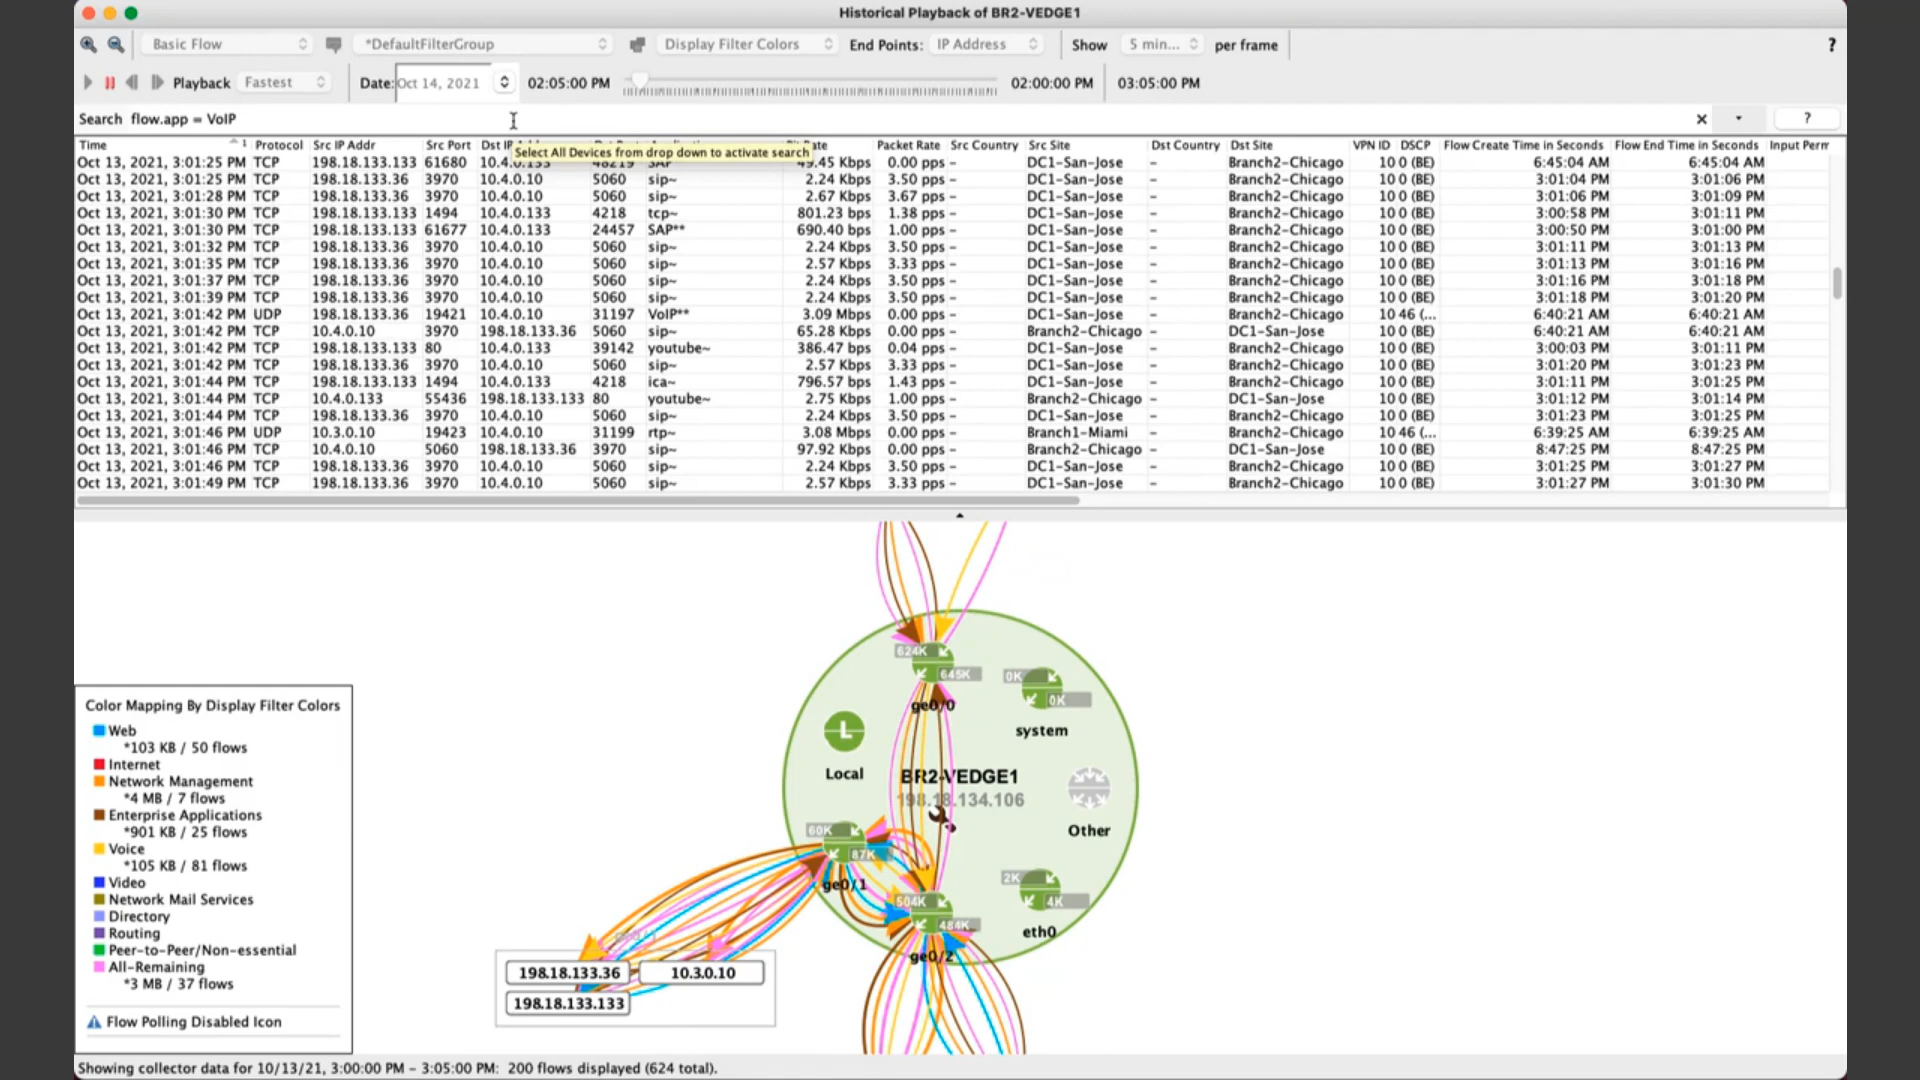 Historical Playback of BR2-VEDGE1
Basic Flow *DefaultFilterGroup Display Filter Colors End Points: IP Address Show 5 min... per frame ?
Playback Fastest Date: Oct 14, 2021 02:05:00 PM 02:00:00 PM 03:05:00 PM
Search flow.app = VoIP ?
Time 1 Protocol Src IP Addr Src Port Packet Rate Src Country Src Site Dst Country Dst Site VPN ID DSCP Flow Create Time in Seconds Flow End Time in Seconds Input Perm
Select All Devices from drop down to activate search
Oct 13, 2021, 3:01:25 PM TCP 198.18.133.133 61680 10.4.0.133 48219 SAP 49.45 Kbps 0.00 pps – DC1-San-Jose – Branch2-Chicago 10 0 (BE) 6:45:04 AM 6:45:04 AM
Oct 13, 2021, 3:01:25 PM TCP 198.18.133.36 3970 10.4.0.10 5060 sip~ 2.24 Kbps 3.50 pps – DC1-San-Jose – Branch2-Chicago 10 0 (BE) 3:01:04 PM 3:01:06 PM
Oct 13, 2021, 3:01:28 PM TCP 198.18.133.36 3970 10.4.0.10 5060 sip~ 2.67 Kbps 3.67 pps – DC1-San-Jose – Branch2-Chicago 10 0 (BE) 3:01:06 PM 3:01:09 PM
Oct 13, 2021, 3:01:30 PM TCP 198.18.133.133 1494 10.4.0.133 4218 tcp~ 801.23 bps 1.38 pps – DC1-San-Jose – Branch2-Chicago 10 0 (BE) 3:00:58 PM 3:01:11 PM
Oct 13, 2021, 3:01:30 PM TCP 198.18.133.133 61677 10.4.0.133 24457 SAP** 690.40 bps 1.00 pps – DC1-San-Jose – Branch2-Chicago 10 0 (BE) 3:00:50 PM 3:01:00 PM
Oct 13, 2021, 3:01:32 PM TCP 198.18.133.36 3970 10.4.0.10 5060 sip~ 2.24 Kbps 3.50 pps – DC1-San-Jose – Branch2-Chicago 10 0 (BE) 3:01:11 PM 3:01:13 PM
Oct 13, 2021, 3:01:35 PM TCP 198.18.133.36 3970 10.4.0.10 5060 sip~ 2.57 Kbps 3.33 pps – DC1-San-Jose – Branch2-Chicago 10 0 (BE) 3:01:13 PM 3:01:16 PM
Oct 13, 2021, 3:01:37 PM TCP 198.18.133.36 3970 10.4.0.10 5060 sip~ 2.24 Kbps 3.50 pps – DC1-San-Jose – Branch2-Chicago 10 0 (BE) 3:01:16 PM 3:01:18 PM
Oct 13, 2021, 3:01:39 PM TCP 198.18.133.36 3970 10.4.0.10 5060 sip~ 2.24 Kbps 3.50 pps – DC1-San-Jose – Branch2-Chicago 10 0 (BE) 3:01:18 PM 3:01:20 PM
Oct 13, 2021, 3:01:42 PM UDP 198.18.133.36 19421 10.4.0.10 31197 VoIP** 3.09 Mbps 0.00 pps – DC1-San-Jose – Branch2-Chicago 10 46 (... 6:40:21 AM 6:40:21 AM
Oct 13, 2021, 3:01:42 PM TCP 10.4.0.10 3970 198.18.133.36 5060 sip~ 65.28 Kbps 0.00 pps – Branch2-Chicago – DC1-San-Jose 10 0 (BE) 6:40:21 AM 6:40:21 AM
Oct 13, 2021, 3:01:42 PM TCP 198.18.133.133 80 10.4.0.133 39142 youtube~ 386.47 bps 0.04 pps – DC1-San-Jose – Branch2-Chicago 10 0 (BE) 3:00:03 PM 3:01:11 PM
Oct 13, 2021, 3:01:42 PM TCP 198.18.133.36 3970 10.4.0.10 5060 sip~ 2.57 Kbps 3.33 pps – DC1-San-Jose – Branch2-Chicago 10 0 (BE) 3:01:20 PM 3:01:23 PM
Oct 13, 2021, 3:01:44 PM TCP 198.18.133.133 1494 10.4.0.133 4218 ica~ 796.57 bps 1.43 pps – DC1-San-Jose – Branch2-Chicago 10 0 (BE) 3:01:11 PM 3:01:25 PM
Oct 13, 2021, 3:01:44 PM TCP 10.4.0.133 55436 198.18.133.133 80 youtube~ 2.75 Kbps 1.00 pps – Branch2-Chicago – DC1-San-Jose 10 0 (BE) 3:01:12 PM 3:01:14 PM
Oct 13, 2021, 3:01:44 PM TCP 198.18.133.36 3970 10.4.0.10 5060 sip~ 2.24 Kbps 3.50 pps – DC1-San-Jose – Branch2-Chicago 10 0 (BE) 3:01:23 PM 3:01:25 PM
Oct 13, 2021, 3:01:46 PM UDP 10.3.0.10 19423 10.4.0.10 31199 rtp~ 3.08 Mbps 0.00 pps – Branch1-Miami – Branch2-Chicago 10 46 (... 6:39:25 AM 6:39:25 AM
Oct 13, 2021, 3:01:46 PM TCP 10.4.0.10 5060 198.18.133.36 3970 sip~ 97.92 Kbps 0.00 pps – Branch2-Chicago – DC1-San-Jose 10 0 (BE) 8:47:25 PM 8:47:25 PM
Oct 13, 2021, 3:01:46 PM TCP 198.18.133.36 3970 10.4.0.10 5060 sip~ 2.24 Kbps 3.50 pps – DC1-San-Jose – Branch2-Chicago 10 0 (BE) 3:01:25 PM 3:01:27 PM
Oct 13, 2021, 3:01:49 PM TCP 198.18.133.36 3970 10.4.0.10 5060 sip~ 2.57 Kbps 3.33 pps – DC1-San-Jose – Branch2-Chicago 10 0 (BE) 3:01:27 PM 3:01:30 PM
624K
645K
ge0/0
0K
0K
system
L
Local
BR2-VEDGE1
198.18.134.106
Other
60K
87K
ge0/1
504K
484K
ge0/2
2K
4K
eth0
198.18.133.36 10.3.0.10
198.18.133.133
Color Mapping By Display Filter Colors
Web
*103 KB / 50 flows
Internet
Network Management
*4 MB / 7 flows
Enterprise Applications
*901 KB / 25 flows
Voice
*105 KB / 81 flows
Video
Network Mail Services
Directory
Routing
Peer-to-Peer/Non-essential
All-Remaining
*3 MB / 37 flows
Flow Polling Disabled Icon
Showing collector data for 10/13/21, 3:00:00 PM – 3:05:00 PM: 200 flows displayed (624 total).